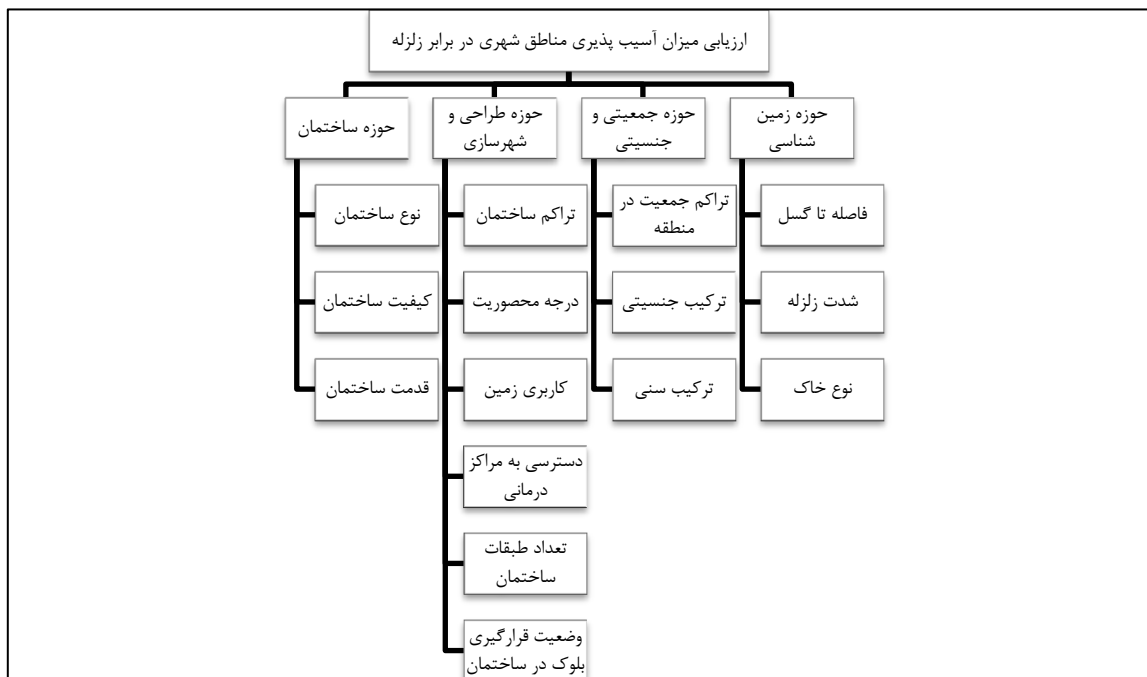 ارزیابی میزان آسیب پذیری مناطق شهری در برابر زلزله
حوزه زمین
شناسی
فاصله تا گسل
شدت زلزله
نوع خاک
حوزه جمعیتی و
جنسیتی
تراکم جمعیت در
منطقه
ترکیب جنسیتی
ترکیب سنی
حوزه طراحی و
شهرسازی
تراکم ساختمان
درجه محصوریت
کاربری زمین
دسترسی به مراکز
درمانی
تعداد طبقات
ساختمان
وضعیت قرارگیری
بلوک در ساختمان
حوزه ساختمان
نوع ساختمان
کیفیت ساختمان
قدمت ساختمان